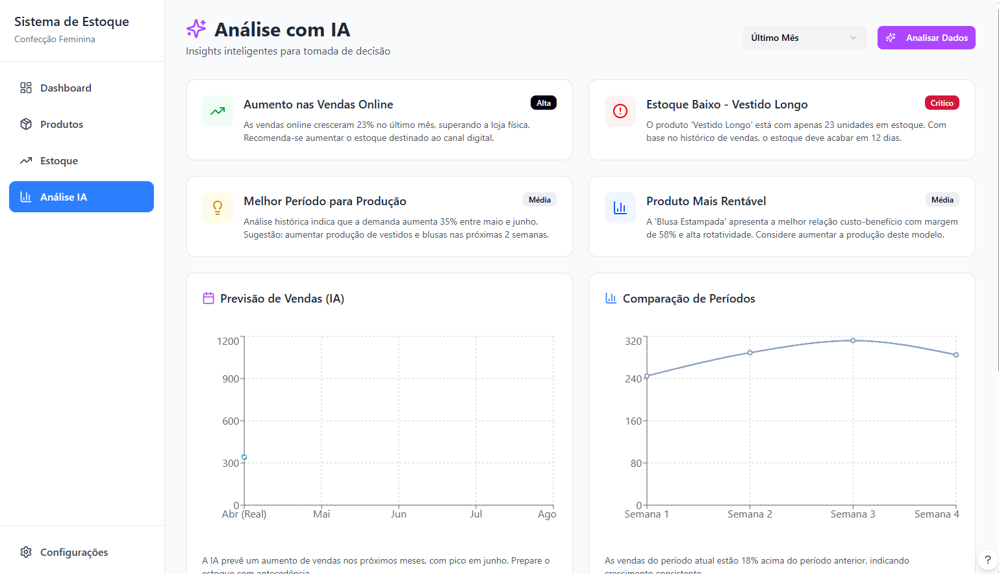 Sistema de Estoque
Confecção Feminina
Dashboard
Produtos
Estoque
Análise IA
Configurações
Análise com IA
Insights inteligentes para tomada de decisão
Último Mês
Analisar Dados
Aumento nas Vendas Online
Alta
As vendas online cresceram 23% no último mês, superando a loja física.
Recomenda-se aumentar o estoque destinado ao canal digital.
Estoque Baixo - Vestido Longo
Crítico
O produto 'Vestido Longo' está com apenas 23 unidades em estoque. Com
base no histórico de vendas, o estoque deve acabar em 12 dias.
Melhor Período para Produção
Média
Análise histórica indica que a demanda aumenta 35% entre maio e junho.
Sugestão: aumentar produção de vestidos e blusas nas próximas 2 semanas.
Produto Mais Rentável
Média
A 'Blusa Estampada' apresenta a melhor relação custo-benefício com margem
de 58% e alta rotatividade. Considere aumentar a produção deste modelo.
Previsão de Vendas (IA)
1200
900
600
300
0
Abr (Real) Mai Jun Jul Ago
A IA prevê um aumento de vendas nos próximos meses, com pico em junho. Prepare o
estoque com antecedência.
Comparação de Períodos
320
240
160
80
0
Semana 1 Semana 2 Semana 3 Semana 4
As vendas do período atual estão 18% acima do período anterior, indicando
crescimento consistente.
?